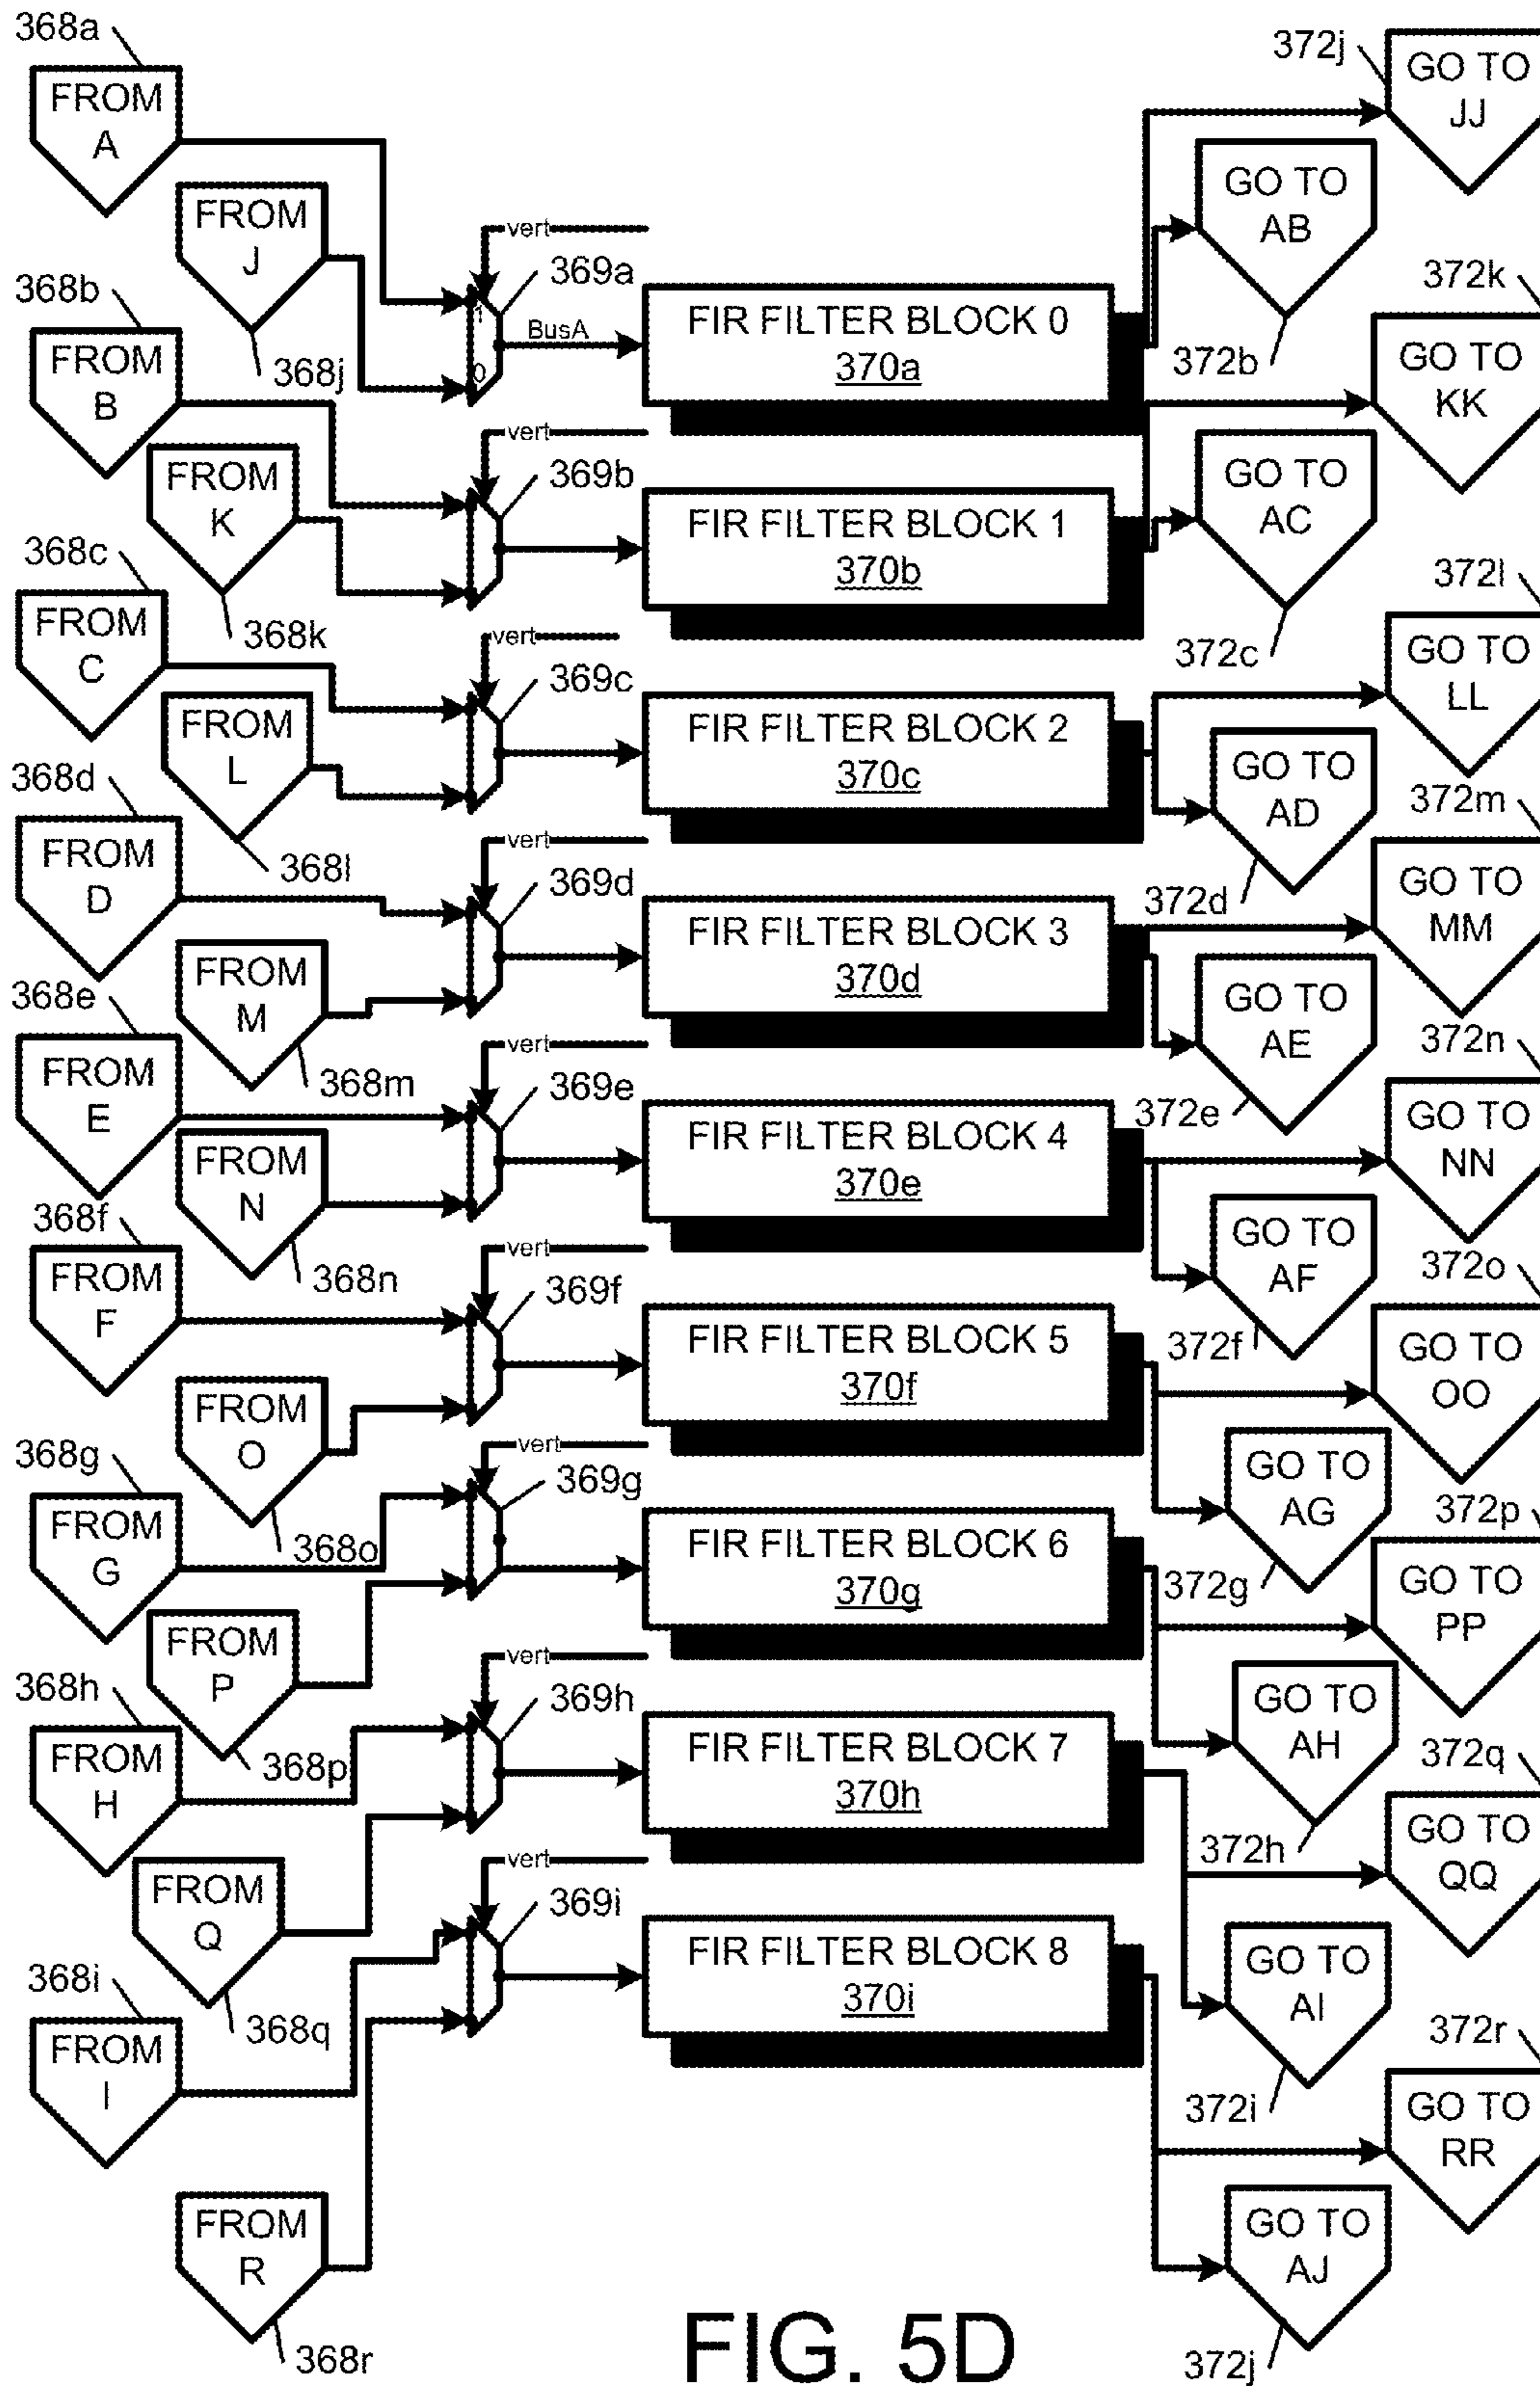 368a
FROM
A
FROM
J
368j
368b
FROM
B
FROM
K
368k
368c
FROM
C
FROM
L
368l
368d
FROM
D
FROM
M
368m
368e
FROM
E
FROM
N
368n
368f
FROM
F
FROM
O
368o
368g
FROM
G
FROM
P
368p
368h
FROM
H
FROM
Q
368q
368i
FROM
I
FROM
R
368r
vert
369a
1
0
BusA
FIR FILTER BLOCK 0
370a
vert
369b
FIR FILTER BLOCK 1
370b
vert
369c
FIR FILTER BLOCK 2
370c
vert
369d
FIR FILTER BLOCK 3
370d
vert
369e
FIR FILTER BLOCK 4
370e
vert
369f
FIR FILTER BLOCK 5
370f
vert
369g
FIR FILTER BLOCK 6
370g
vert
369h
FIR FILTER BLOCK 7
370h
vert
369i
FIR FILTER BLOCK 8
370i
372j
GO TO
JJ
GO TO
AB
372b
372k
GO TO
KK
GO TO
AC
372c
372l
GO TO
LL
GO TO
AD
372d
372m
GO TO
MM
GO TO
AE
372e
372n
GO TO
NN
GO TO
AF
372f
372o
GO TO
OO
GO TO
AG
372g
372p
GO TO
PP
GO TO
AH
372h
372q
GO TO
QQ
GO TO
AI
372i
372r
GO TO
RR
GO TO
AJ
372j
FIG. 5D